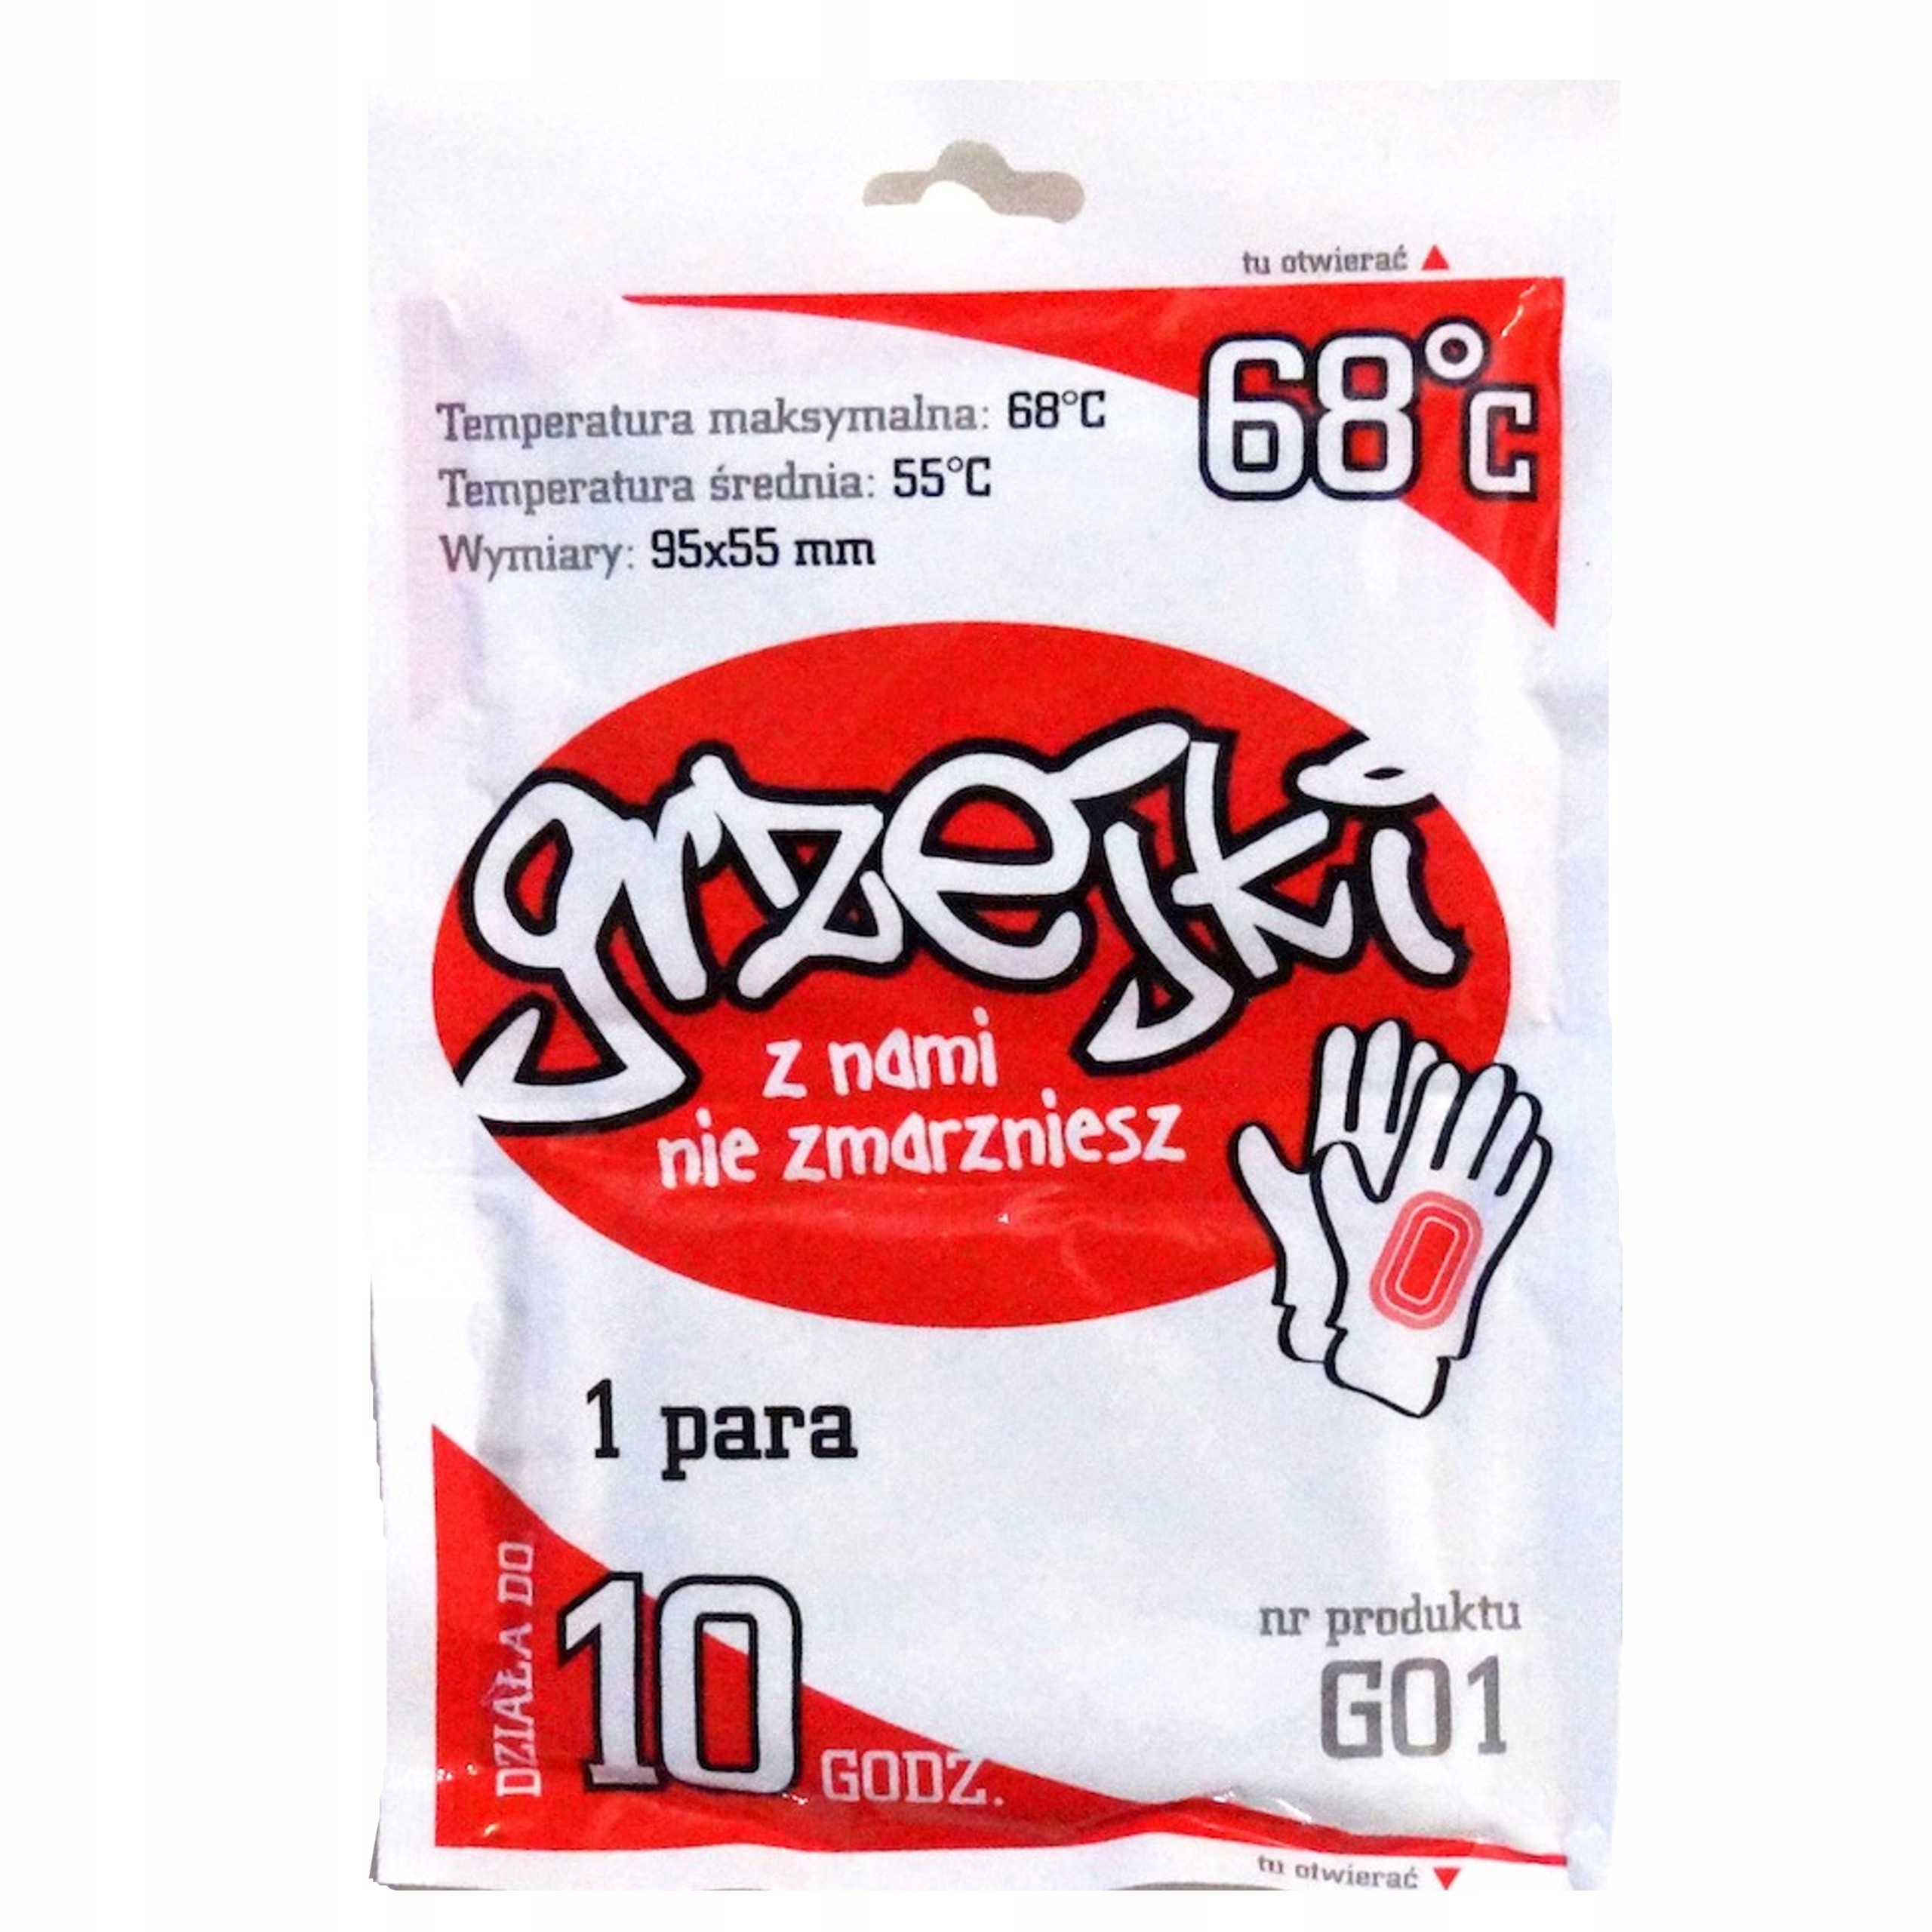 tu otwierać
68°C
Temperatura maksymalna: 68°C
Temperatura średnia: 55°C
Wymiary: 95x55 mm
grzejki
z nami
nie zmarzniesz
1 para
DZIAŁA DO
10
GODZ.
nr produktu
G01
tu otwierać